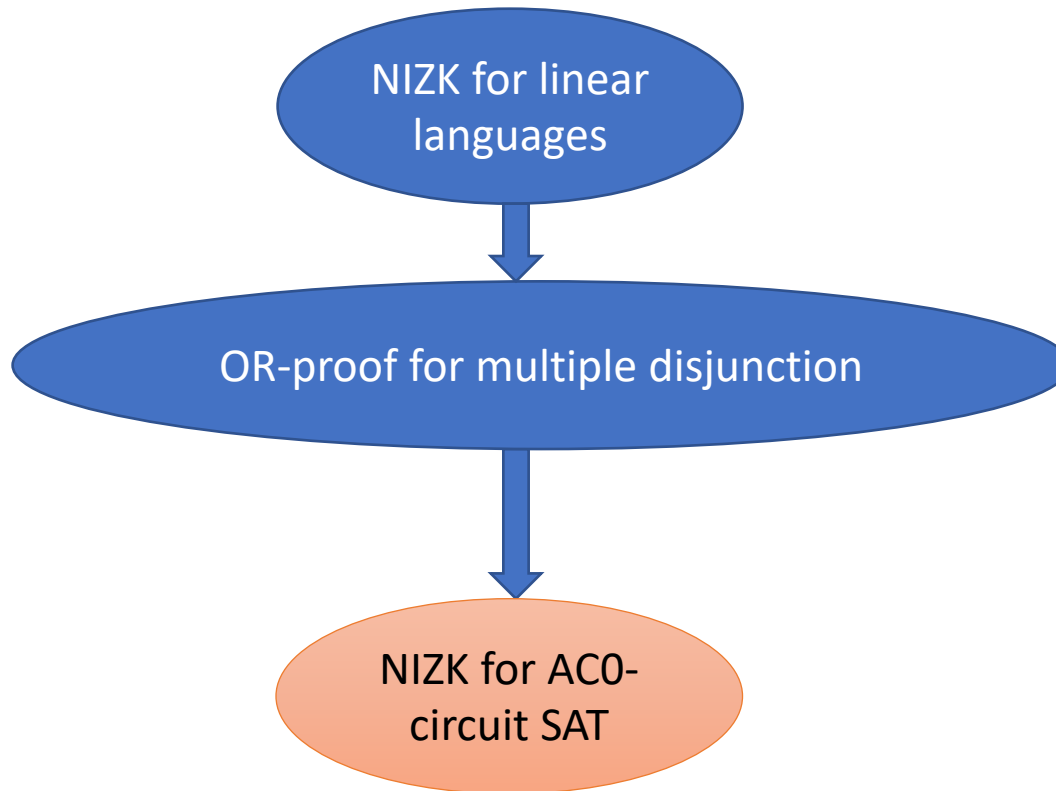 NIZK for linear
languages
OR-proof for multiple disjunction
NIZK for AC0-
circuit SAT